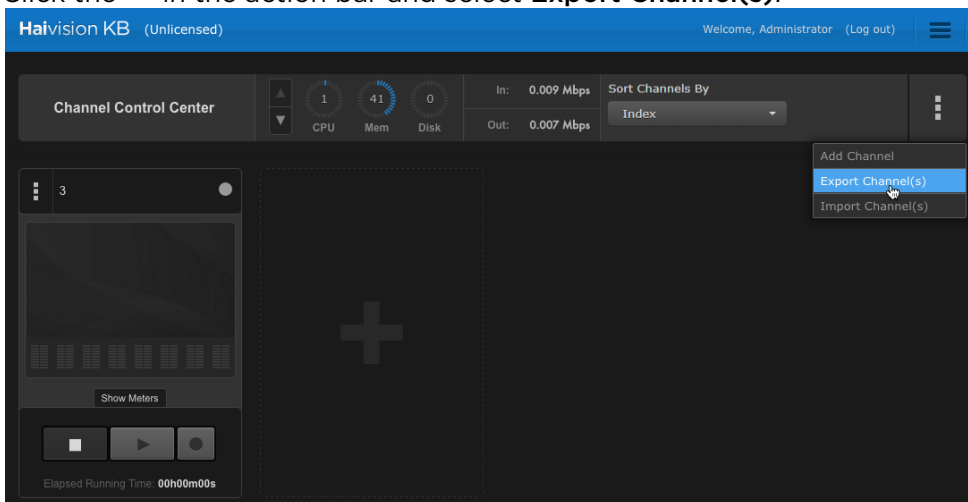 Click the in the action bar and select Export Channel(s).
Haivision KB (Unlicensed)
Welcome, Administrator (Log out)
Channel Control Center
1
CPU
41
Mem
0
Disk
In: 0.009 Mbps
Out: 0.007 Mbps
Sort Channels By
Index
Add Channel
Export Channel(s)
Import Channel(s)
3
Show Meters
Elapsed Running Time: 00h00m00s